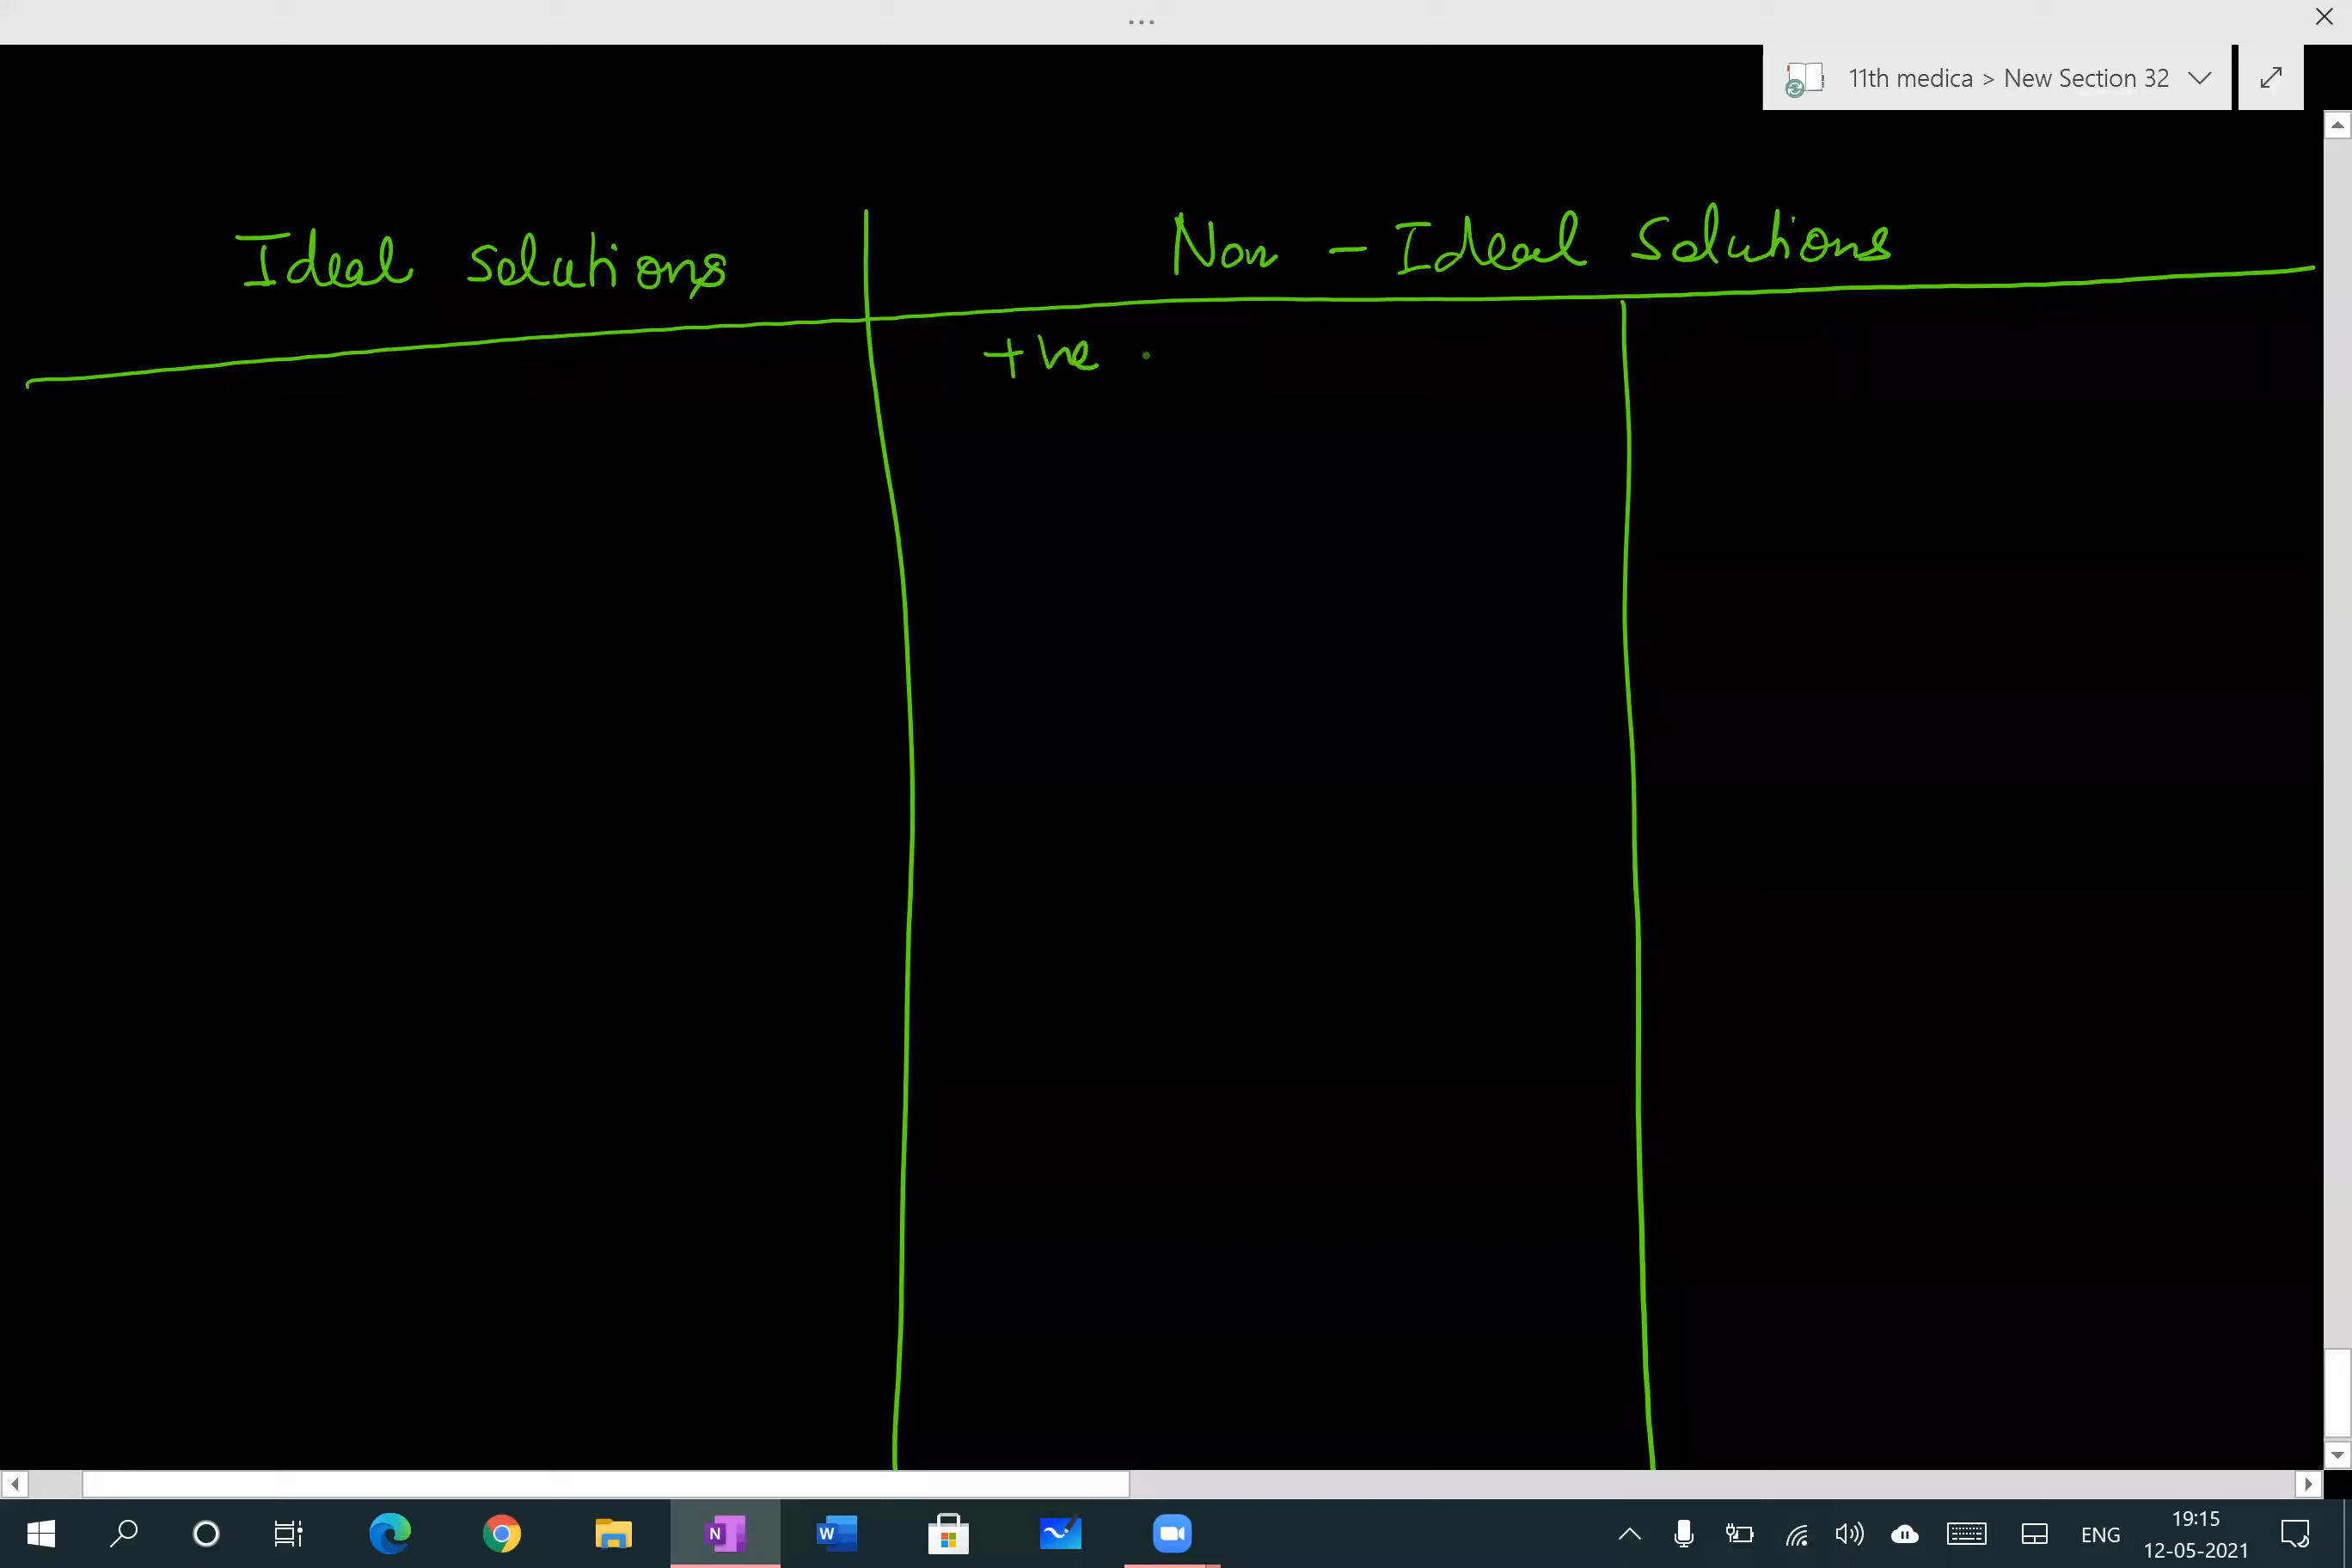 ...
11th medica > New Section 32
Ideal solutions
Non - Ideal Solutions
+ve
ENG
19:15
12-05-2021